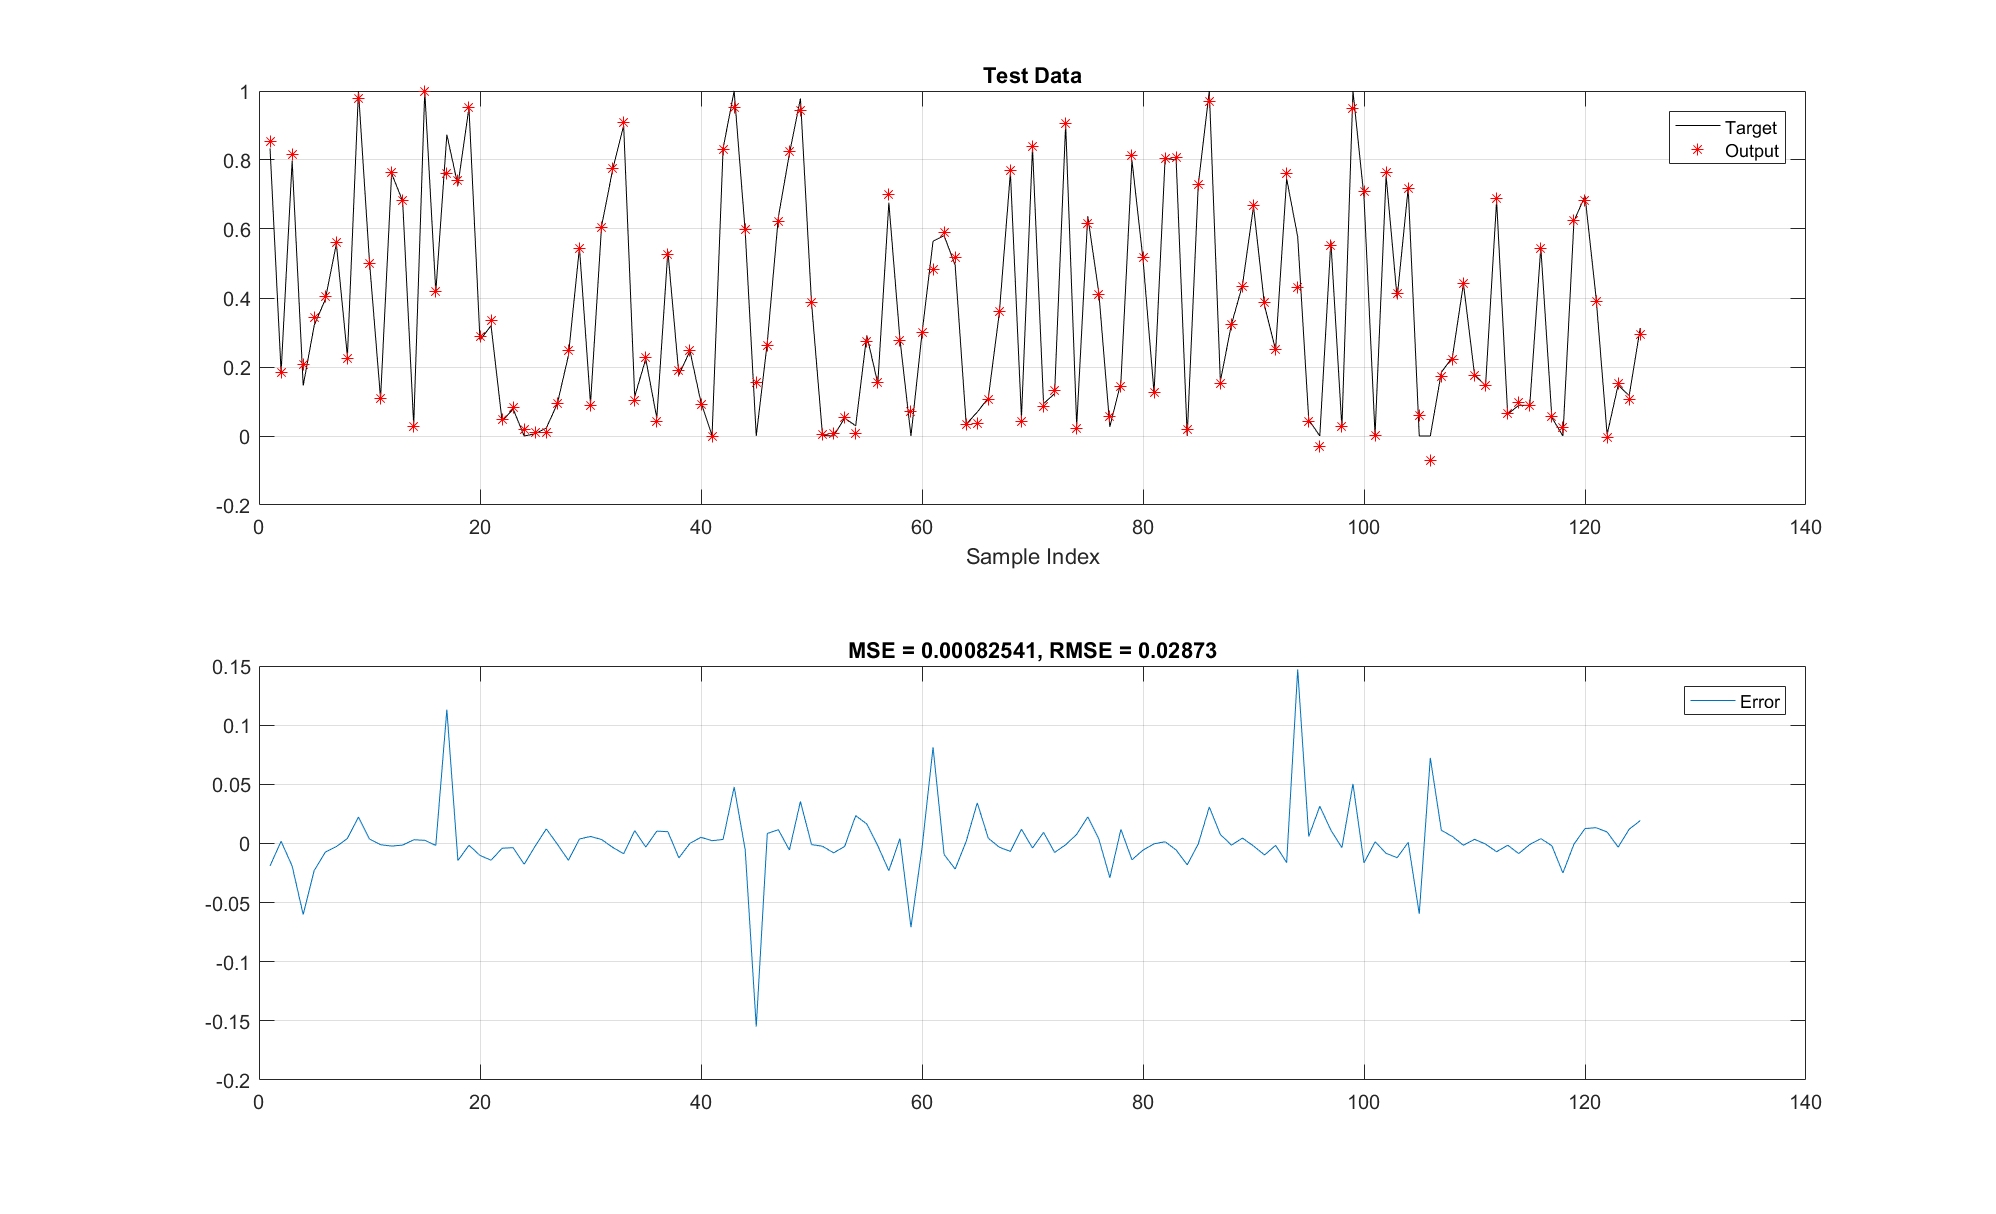 Test Data
1
0.8
0.6
0.4
0.2
0
-0.2
Target
Output
0 20 40 60 80 100 120 140
Sample Index
MSE = 0.00082541, RMSE = 0.02873
0.15
0.1
0.05
0
-0.05
-0.1
-0.15
-0.2
Error
0 20 40 60 80 100 120 140